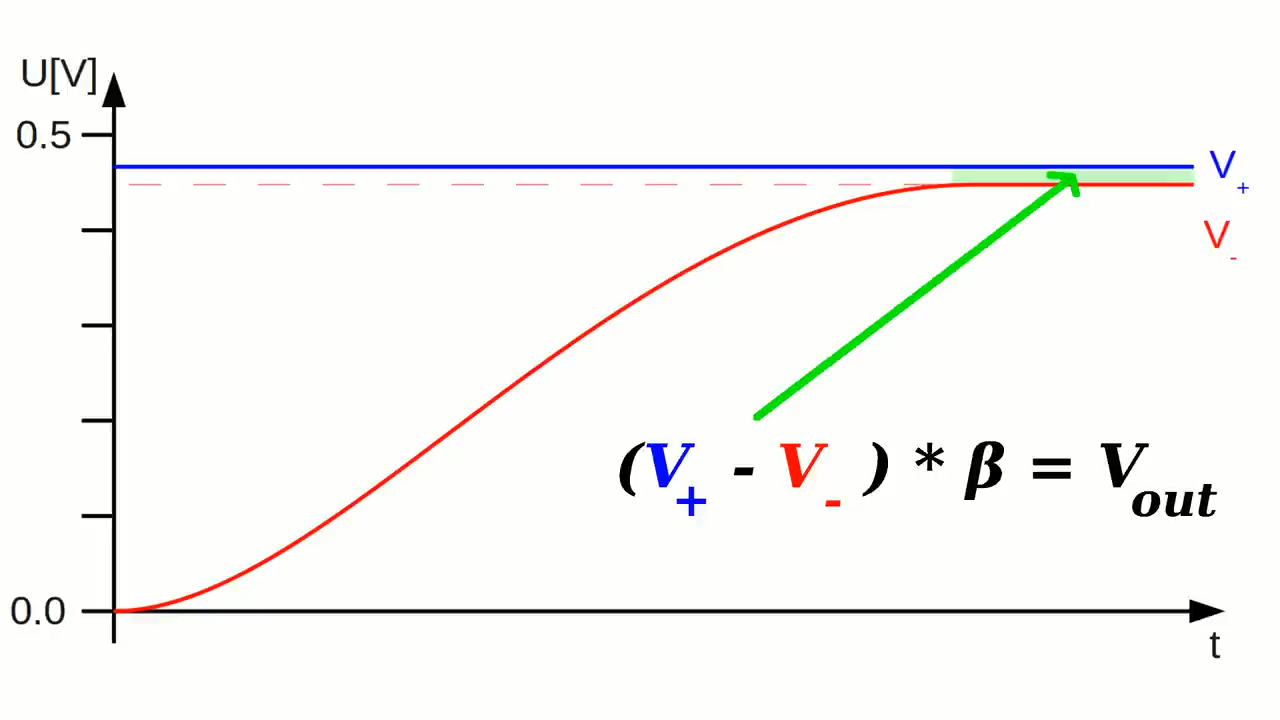 U[V]
0.5
V+
V-
(V+ - V-) * β = Vout
0.0
t